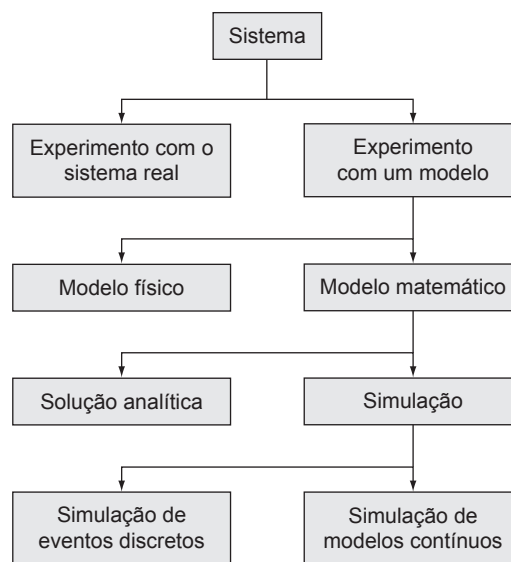 Sistema
Experimento com o
sistema real
Experimento
com um modelo
Modelo físico
Modelo matemático
Solução analítica
Simulação
Simulação de
eventos discretos
Simulação de
modelos contínuos